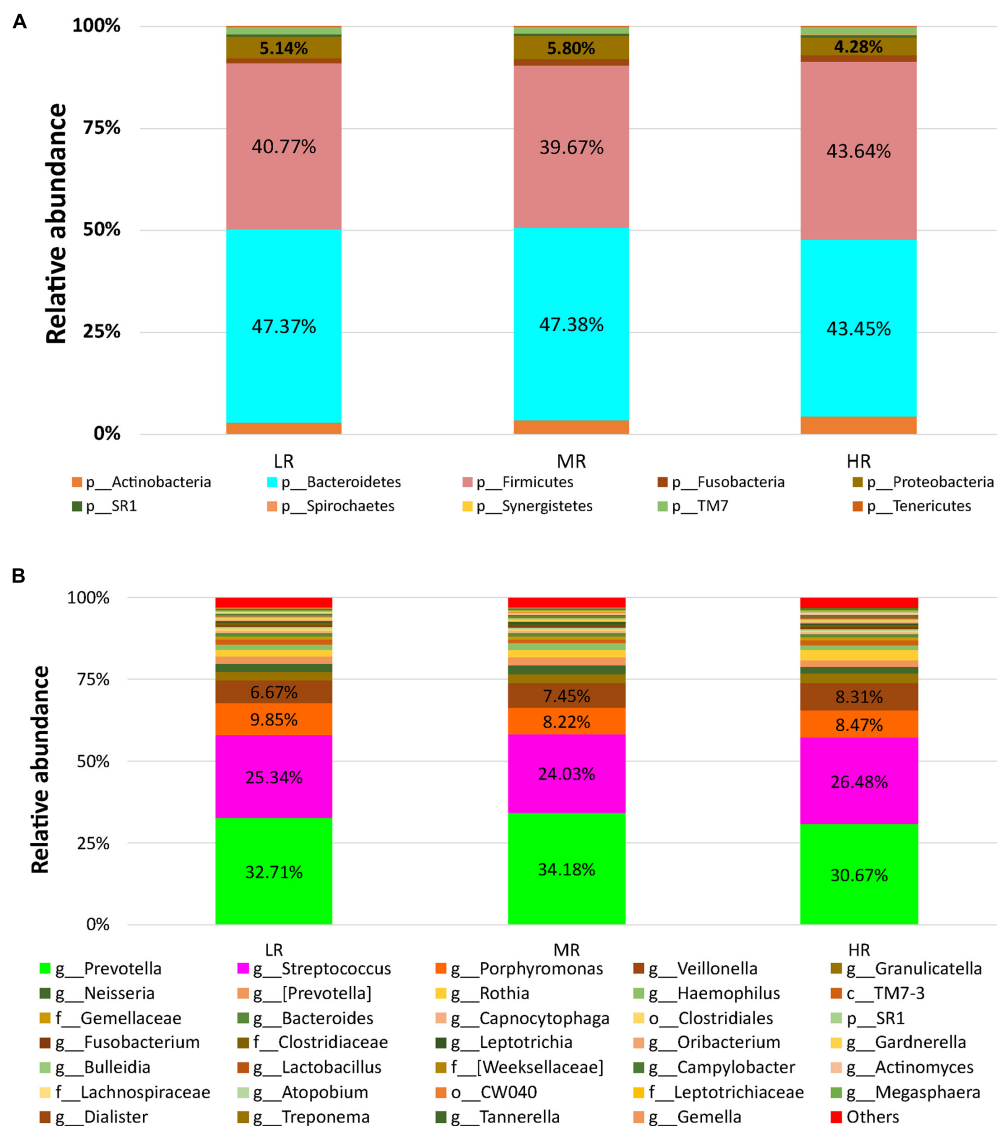 A
Relative abundance
100%
75%
50%
25%
0%
5.14% 5.80% 4.28%
40.77% 39.67% 43.64%
47.37% 47.38% 43.45%
LR MR HR
p__Actinobacteria p__Bacteroidetes p__Firmicutes p__Fusobacteria p__Proteobacteria
p__SR1 p__Spirochaetes p__Synergistetes p__TM7 p__Tenericutes
B
Relative abundance
100%
75%
50%
25%
0%
6.67% 7.45% 8.31%
9.85% 8.22% 8.47%
25.34% 24.03% 26.48%
32.71% 34.18% 30.67%
LR MR HR
g__Prevotella g__Streptococcus g__Porphyromonas g__Veillonella g__Granulicatella
g__Neisseria g__[Prevotella] g__Rothia g__Haemophilus c__TM7-3
f__Gemellaceae g__Bacteroides g__Capnocytophaga o__Clostridiales p__SR1
g__Fusobacterium f__Clostridiaceae g__Leptotrichia g__Oribacterium g__Gardnerella
g__Bulleidia g__Lactobacillus f__[Weeksellaceae] g__Campylobacter g__Actinomyces
f__Lachnospiraceae g__Atopobium o__CW040 f__Leptotrichiaceae g__Megasphaera
g__Dialister g__Treponema g__Tannerella g__Gemella Others